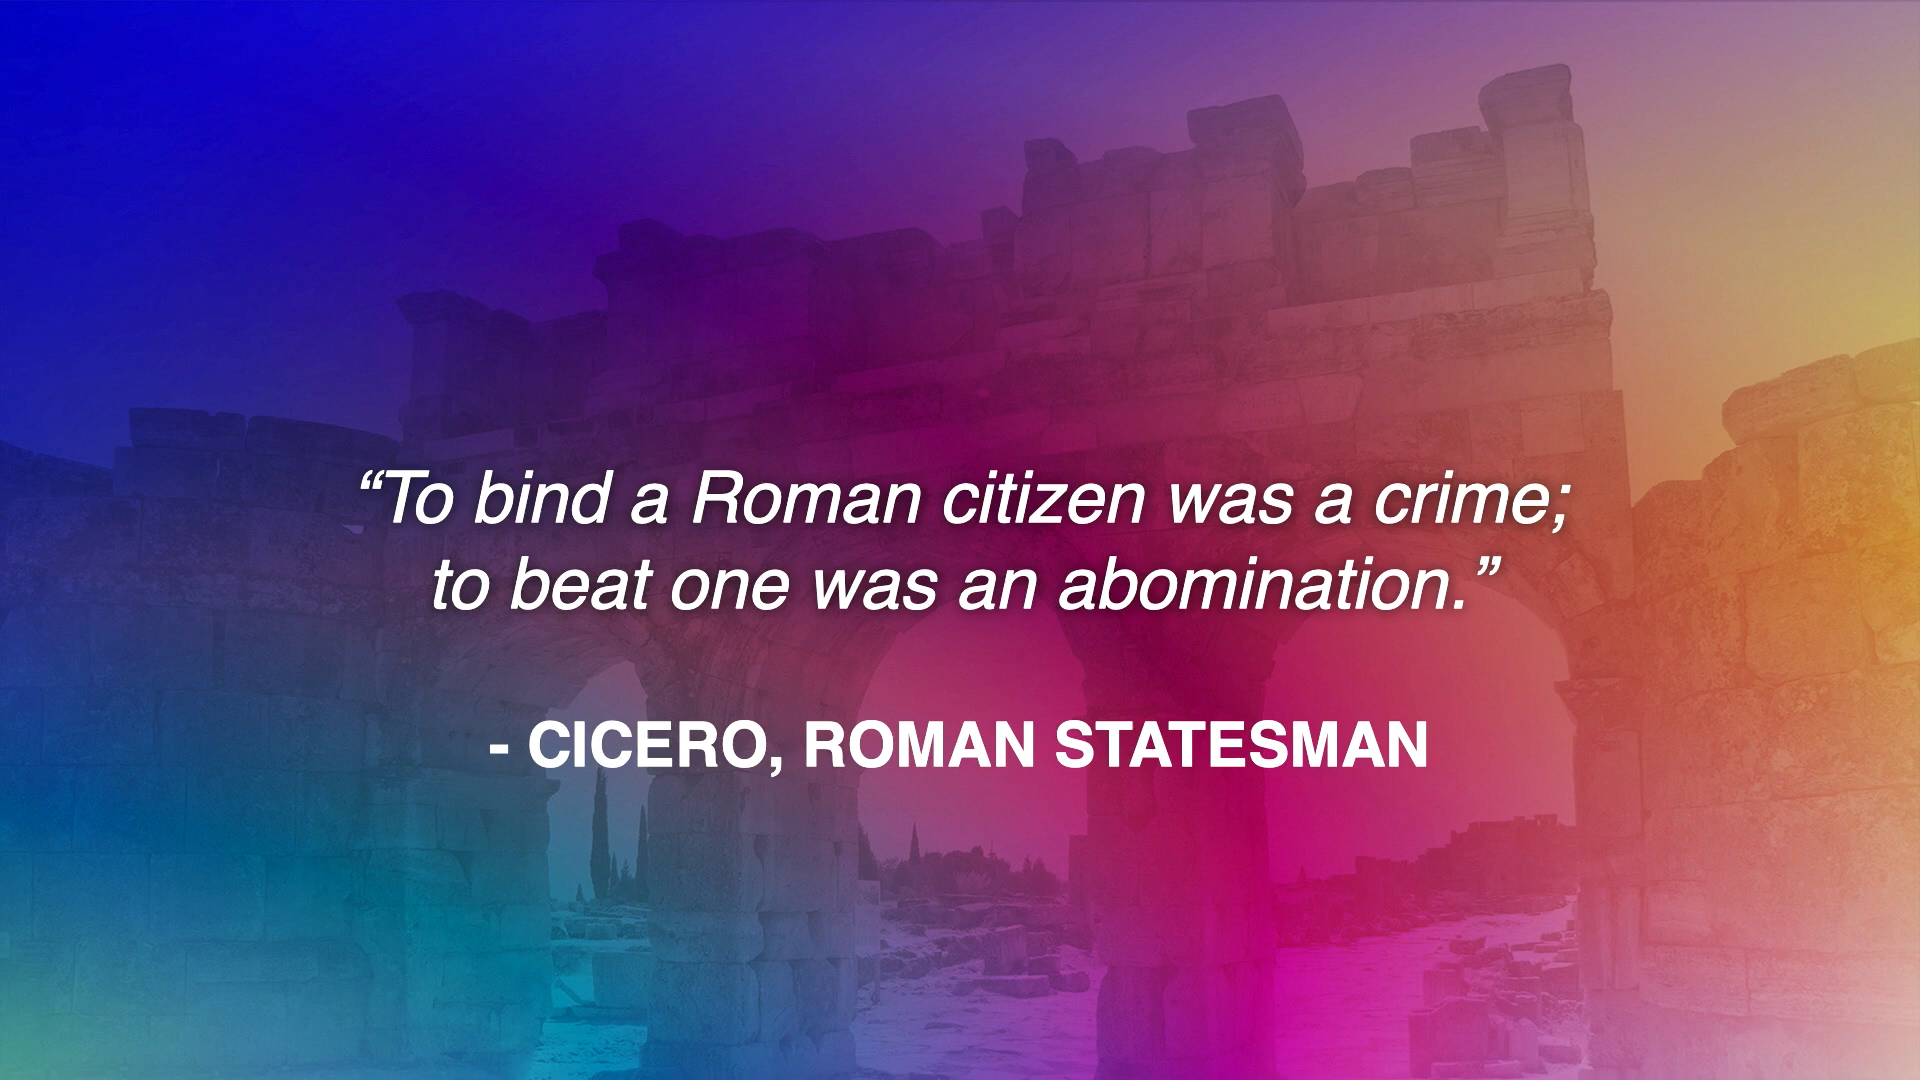 “To bind a Roman citizen was a crime;
to beat one was an abomination.”
- CICERO, ROMAN STATESMAN